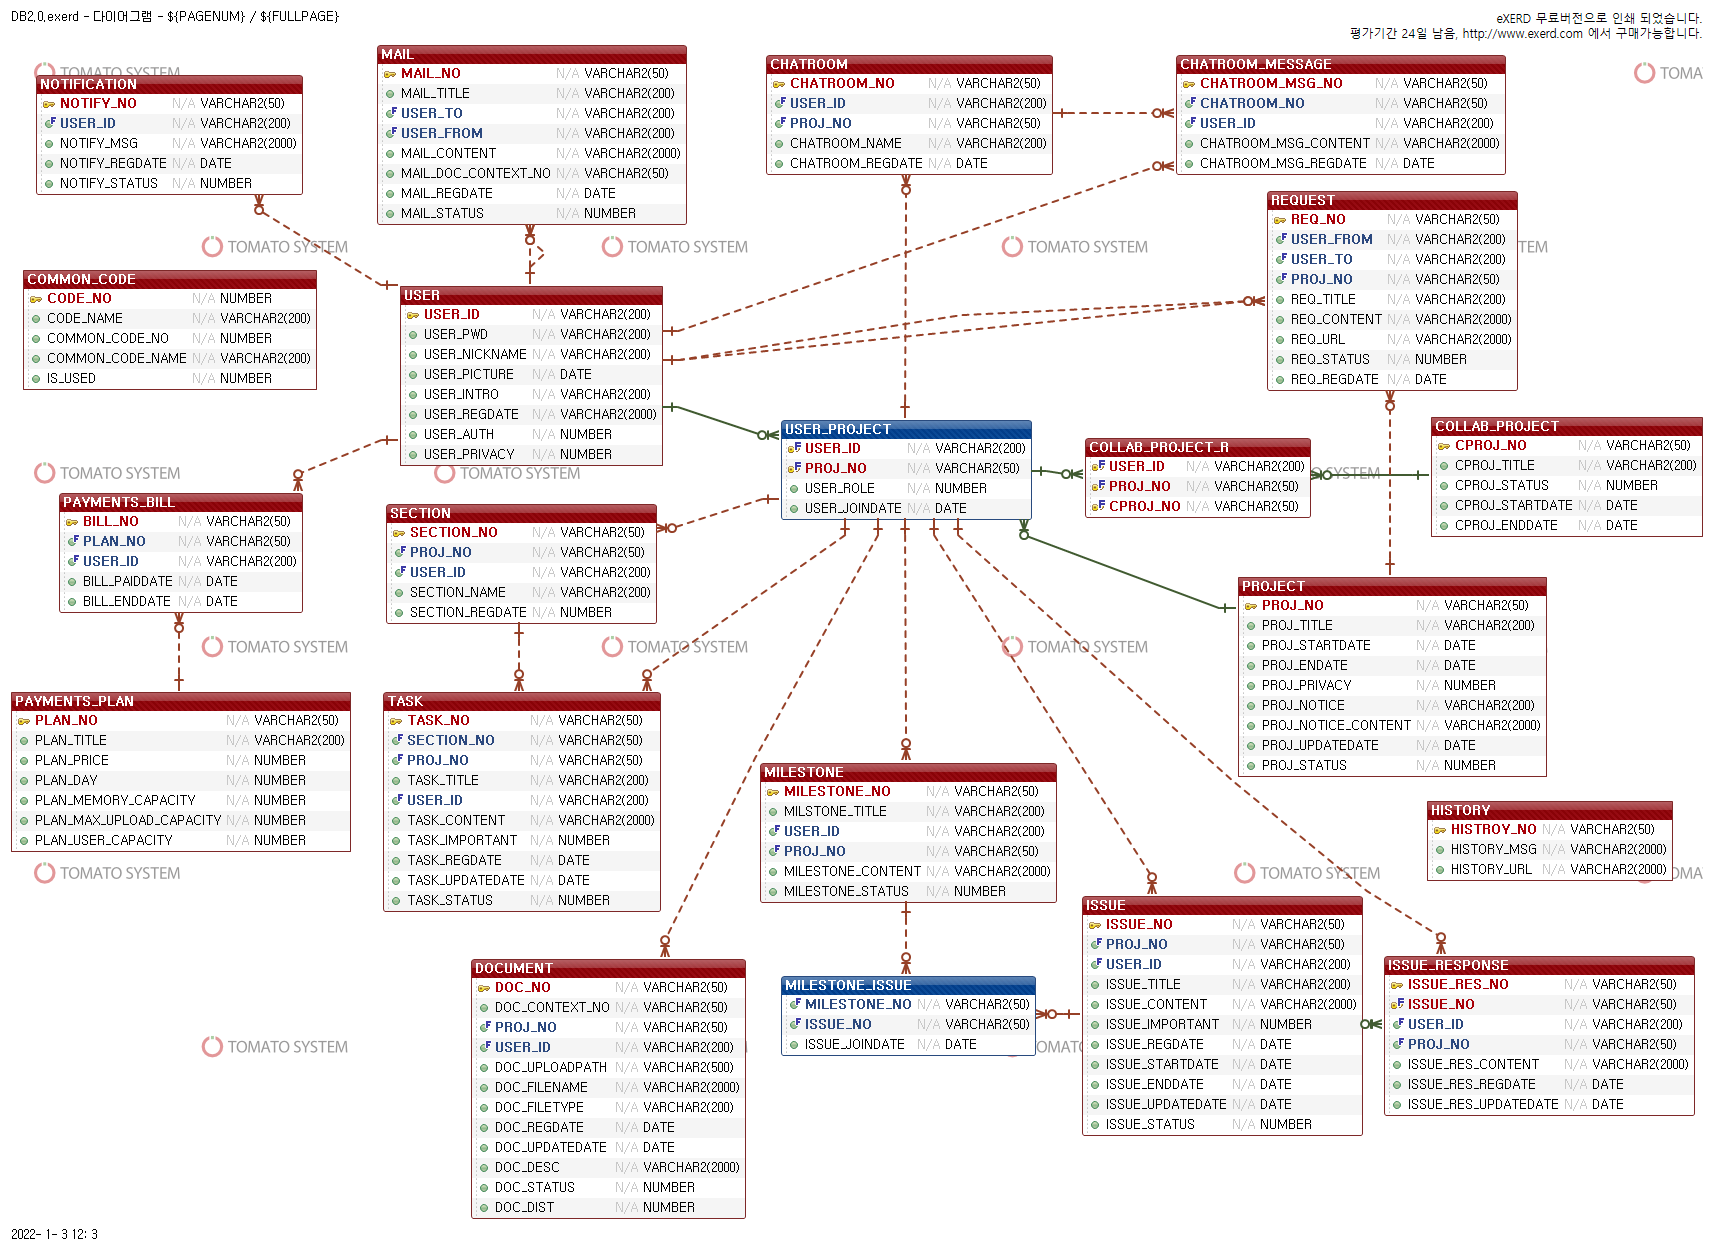 DB2.0.exerd - 다이어그램 - ${PAGENUM} / ${FULLPAGE}
eXERD 무료버전으로 인쇄 되었습니다.
평가기간 24일 남음, http://www.exerd.com 에서 구매가능합니다.
NOTIFICATION
NOTIFY_NO N/A VARCHAR2(50)
USER_ID N/A VARCHAR2(200)
NOTIFY_MSG N/A VARCHAR2(2000)
NOTIFY_REGDATE N/A DATE
NOTIFY_STATUS N/A NUMBER
MAIL
MAIL_NO N/A VARCHAR2(50)
MAIL_TITLE N/A VARCHAR2(200)
USER_TO N/A VARCHAR2(200)
USER_FROM N/A VARCHAR2(200)
MAIL_CONTENT N/A VARCHAR2(2000)
MAIL_DOC_CONTEXT_NO N/A VARCHAR2(50)
MAIL_REGDATE N/A DATE
MAIL_STATUS N/A NUMBER
CHATROOM
CHATROOM_NO N/A VARCHAR2(50)
USER_ID N/A VARCHAR2(200)
PROJ_NO N/A VARCHAR2(50)
CHATROOM_NAME N/A VARCHAR2(200)
CHATROOM_REGDATE N/A DATE
CHATROOM_MESSAGE
CHATROOM_MSG_NO N/A VARCHAR2(50)
CHATROOM_NO N/A VARCHAR2(50)
USER_ID N/A VARCHAR2(200)
CHATROOM_MSG_CONTENT N/A VARCHAR2(2000)
CHATROOM_MSG_REGDATE N/A DATE
REQUEST
REQ_NO N/A VARCHAR2(50)
USER_FROM N/A VARCHAR2(200)
USER_TO N/A VARCHAR2(200)
PROJ_NO N/A VARCHAR2(50)
REQ_TITLE N/A VARCHAR2(200)
REQ_CONTENT N/A VARCHAR2(2000)
REQ_URL N/A VARCHAR2(2000)
REQ_STATUS N/A NUMBER
REQ_REGDATE N/A DATE
COMMON_CODE
CODE_NO N/A NUMBER
CODE_NAME N/A VARCHAR2(200)
COMMON_CODE_NO N/A NUMBER
COMMON_CODE_NAME N/A VARCHAR2(200)
IS_USED N/A NUMBER
USER
USER_ID N/A VARCHAR2(200)
USER_PWD N/A VARCHAR2(200)
USER_NICKNAME N/A VARCHAR2(200)
USER_PICTURE N/A DATE
USER_INTRO N/A VARCHAR2(200)
USER_REGDATE N/A VARCHAR2(2000)
USER_AUTH N/A NUMBER
USER_PRIVACY N/A NUMBER
USER_PROJECT
USER_ID N/A VARCHAR2(200)
PROJ_NO N/A VARCHAR2(50)
USER_ROLE N/A NUMBER
USER_JOINDATE N/A DATE
COLLAB_PROJECT_R
USER_ID N/A VARCHAR2(200)
PROJ_NO N/A VARCHAR2(50)
CPROJ_NO N/A VARCHAR2(50)
COLLAB_PROJECT
CPROJ_NO N/A VARCHAR2(50)
CPROJ_TITLE N/A VARCHAR2(200)
CPROJ_STATUS N/A NUMBER
CPROJ_STARTDATE N/A DATE
CPROJ_ENDDATE N/A DATE
PAYMENTS_BILL
BILL_NO N/A VARCHAR2(50)
PLAN_NO N/A VARCHAR2(50)
USER_ID N/A VARCHAR2(200)
BILL_PAIDDATE N/A DATE
BILL_ENDDATE N/A DATE
SECTION
SECTION_NO N/A VARCHAR2(50)
PROJ_NO N/A VARCHAR2(50)
USER_ID N/A VARCHAR2(200)
SECTION_NAME N/A VARCHAR2(200)
SECTION_REGDATE N/A NUMBER
PROJECT
PROJ_NO N/A VARCHAR2(50)
PROJ_TITLE N/A VARCHAR2(200)
PROJ_STARTDATE N/A DATE
PROJ_ENDATE N/A DATE
PROJ_PRIVACY N/A NUMBER
PROJ_NOTICE N/A VARCHAR2(200)
PROJ_NOTICE_CONTENT N/A VARCHAR2(2000)
PROJ_UPDATEDATE N/A DATE
PROJ_STATUS N/A NUMBER
PAYMENTS_PLAN
PLAN_NO N/A VARCHAR2(50)
PLAN_TITLE N/A VARCHAR2(200)
PLAN_PRICE N/A NUMBER
PLAN_DAY N/A NUMBER
PLAN_MEMORY_CAPACITY N/A NUMBER
PLAN_MAX_UPLOAD_CAPACITY N/A NUMBER
PLAN_USER_CAPACITY N/A NUMBER
TASK
TASK_NO N/A VARCHAR2(50)
SECTION_NO N/A VARCHAR2(50)
PROJ_NO N/A VARCHAR2(50)
TASK_TITLE N/A VARCHAR2(200)
USER_ID N/A VARCHAR2(200)
TASK_CONTENT N/A VARCHAR2(2000)
TASK_IMPORTANT N/A NUMBER
TASK_REGDATE N/A DATE
TASK_UPDATEDATE N/A DATE
TASK_STATUS N/A NUMBER
MILESTONE
MILESTONE_NO N/A VARCHAR2(50)
MILSTONE_TITLE N/A VARCHAR2(200)
USER_ID N/A VARCHAR2(200)
PROJ_NO N/A VARCHAR2(50)
MILESTONE_CONTENT N/A VARCHAR2(2000)
MILESTONE_STATUS N/A NUMBER
HISTORY
HISTROY_NO N/A VARCHAR2(50)
HISTORY_MSG N/A VARCHAR2(2000)
HISTORY_URL N/A VARCHAR2(2000)
ISSUE
ISSUE_NO N/A VARCHAR2(50)
PROJ_NO N/A VARCHAR2(50)
USER_ID N/A VARCHAR2(200)
ISSUE_TITLE N/A VARCHAR2(200)
ISSUE_CONTENT N/A VARCHAR2(2000)
ISSUE_IMPORTANT N/A NUMBER
ISSUE_REGDATE N/A DATE
ISSUE_STARTDATE N/A DATE
ISSUE_ENDDATE N/A DATE
ISSUE_UPDATEDATE N/A DATE
ISSUE_STATUS N/A NUMBER
DOCUMENT
DOC_NO N/A VARCHAR2(50)
DOC_CONTEXT_NO N/A VARCHAR2(50)
PROJ_NO N/A VARCHAR2(50)
USER_ID N/A VARCHAR2(200)
DOC_UPLOADPATH N/A VARCHAR2(500)
DOC_FILENAME N/A VARCHAR2(2000)
DOC_FILETYPE N/A VARCHAR2(200)
DOC_REGDATE N/A DATE
DOC_UPDATEDATE N/A DATE
DOC_DESC N/A VARCHAR2(2000)
DOC_STATUS N/A NUMBER
DOC_DIST N/A NUMBER
MILESTONE_ISSUE
MILESTONE_NO N/A VARCHAR2(50)
ISSUE_NO N/A VARCHAR2(50)
ISSUE_JOINDATE N/A DATE
ISSUE_RESPONSE
ISSUE_RES_NO N/A VARCHAR2(50)
ISSUE_NO N/A VARCHAR2(50)
USER_ID N/A VARCHAR2(200)
PROJ_NO N/A VARCHAR2(50)
ISSUE_RES_CONTENT N/A VARCHAR2(2000)
ISSUE_RES_REGDATE N/A DATE
ISSUE_RES_UPDATEDATE N/A DATE
TOMATO SYSTEM
TOMA
TOMATO SYSTEM
TOMATO SYSTEM
TOMATO SYSTEM
STEM
TOMATO SYSTEM
TOMATO SYSTEM
SYSTEM
TOMATO SYSTEM
TOMATO SYSTEM
TOMATO SYSTEM
TOMATO SYSTEM
TOMATO SYSTEM
OMA
TOMATO SYSTEM
OMATO
2022- 1- 3 12: 3